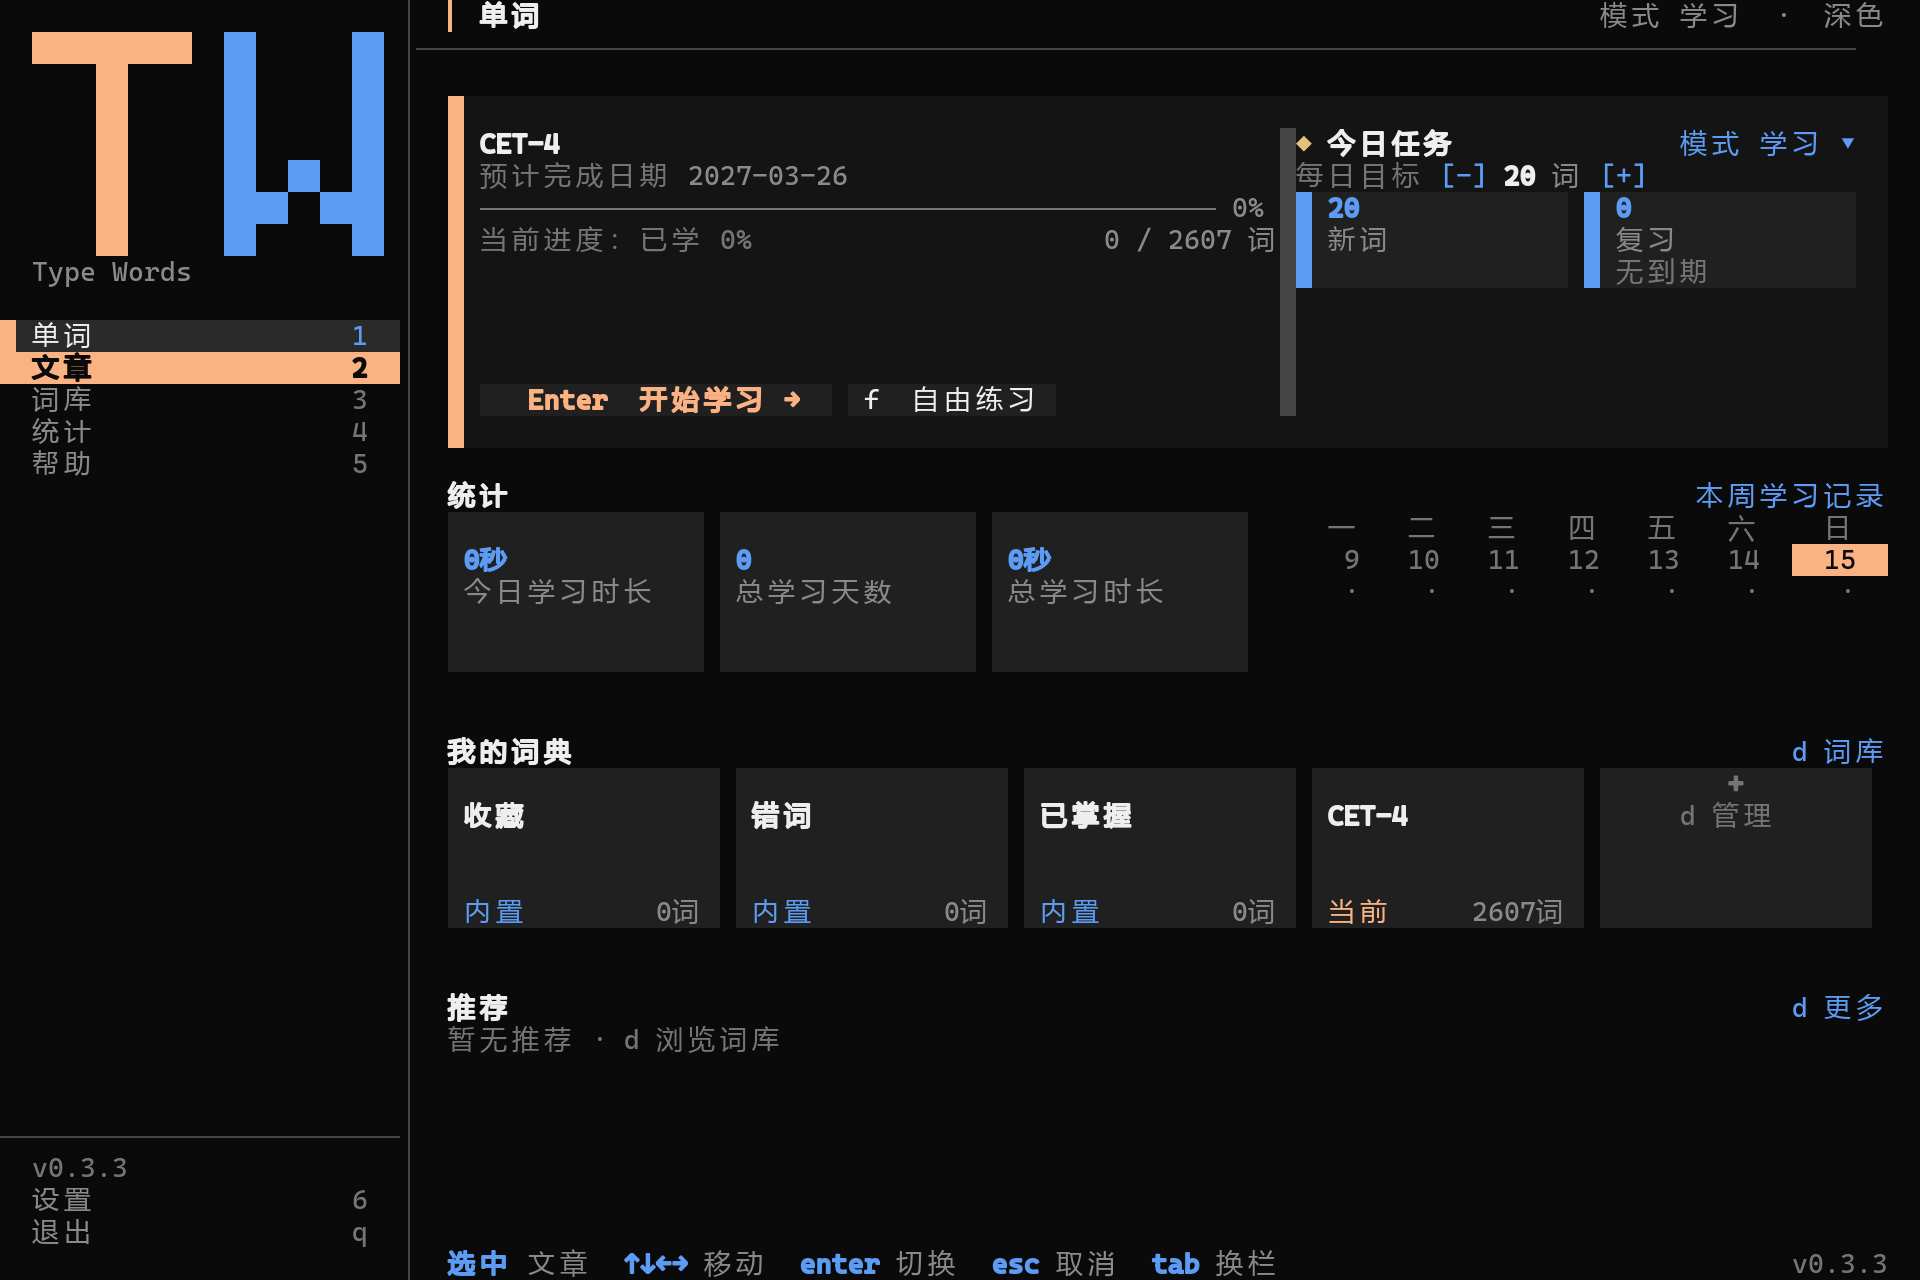 TW
Type Words
单词 1
文章 2
词库 3
统计 4
帮助 5
v0.3.3
设置 6
退出 q
单词 模式 学习 · 深色
CET-4
预计完成日期 2027-03-26
0%
当前进度: 已学 0% 0 / 2607 词
Enter 开始学习 → f 自由练习
◆ 今日任务 模式 学习 ▼
每日目标 [-] 20 词 [+]
20
新词
0
复习
无到期
统计
0秒
今日学习时长
0
总学习天数
0秒
总学习时长
本周学习记录
一 二 三 四 五 六 日
9 10 11 12 13 14 15
· · · · · · ·
我的词典 d 词库
收藏
内置 0词
错词
内置 0词
已掌握
内置 0词
CET-4
当前 2607词
+
d 管理
推荐 d 更多
暂无推荐 · d 浏览词库
选中 文章 ↑↓←→ 移动 enter 切换 esc 取消 tab 换栏 v0.3.3